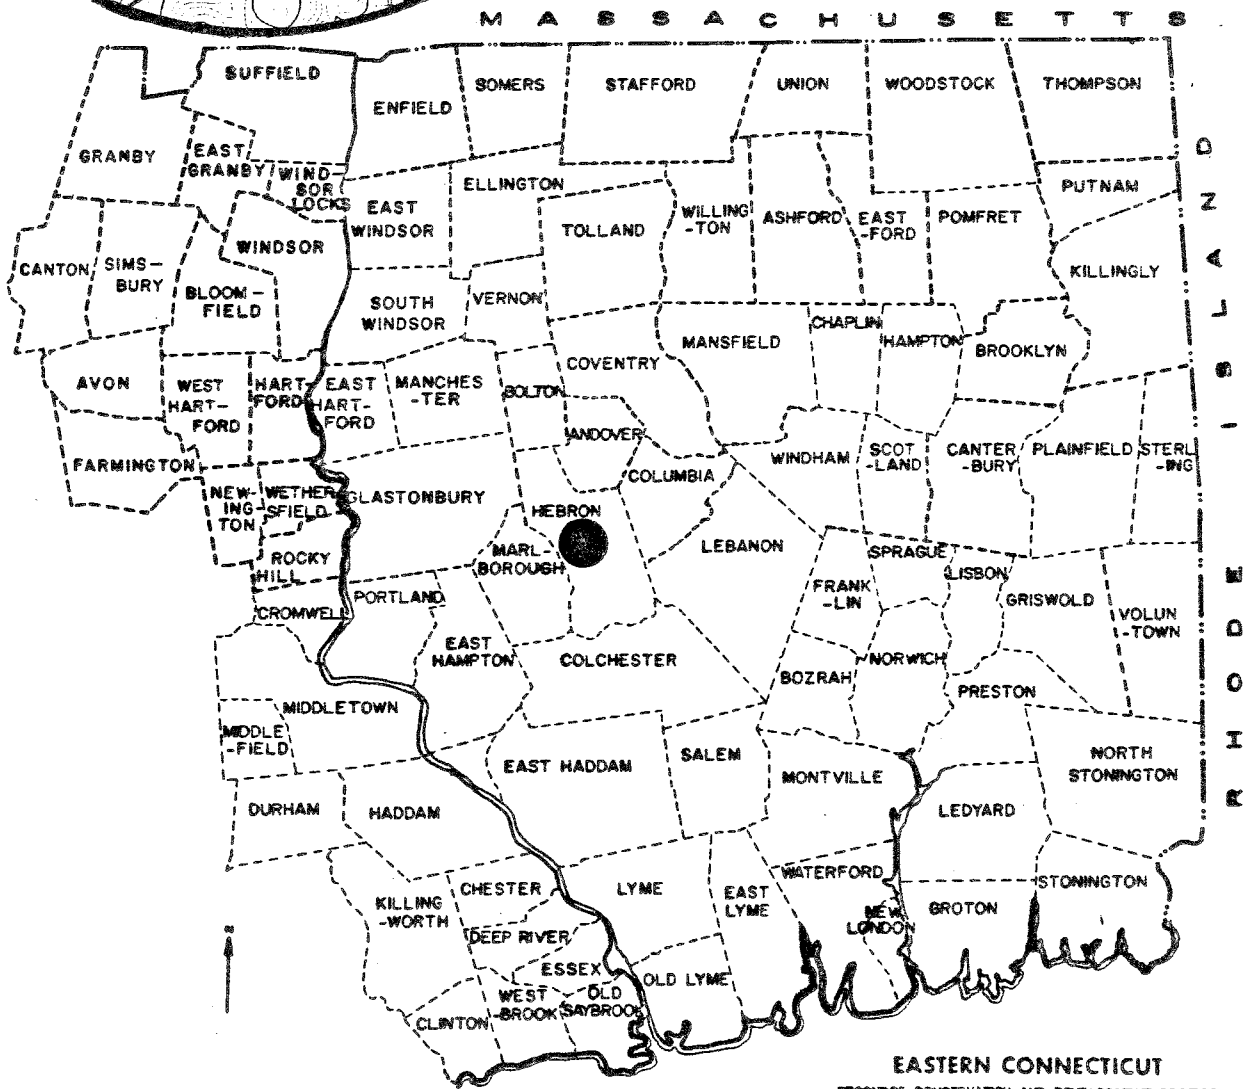 MASSACHUSETTS
SUFFIELD
SOMERS
STAFFORD
UNION
WOODSTOCK
THOMPSON
ENFIELD
GRANBY
EAST
GRANBY
WIND-
SOR
LOCKS
ELLINGTON
PUTNAM
EAST
WINDSOR
TOLLAND
WILLING
-TON
ASHFORD
EAST
-FORD
POMFRET
CANTON
SIMS-
BURY
WINDSOR
KILLINGLY
BLOOM-
FIELD
SOUTH
WINDSOR
VERNON
MANSFIELD
CHAPLIN
HAMPTON
BROOKLYN
COVENTRY
AVON
WEST
HART-
FORD
HART-
FORD
EAST
HART-
FORD
MANCHES
-TER
BOLTON
ANDOVER
FARMINGTON
COLUMBIA
WINDHAM
SCOT
-LAND
CANTER
-BURY
PLAINFIELD
STERL
-ING
NEW-
ING-
TON
WETHER
SFIELD
GLASTONBURY
HEBRON
LEBANON
ROCKY
HILL
MARL-
BOROUGH
SPRAGUE
LISBON
FRANK
-LIN
GRISWOLD
VOLUN
-TOWN
CROMWELL
PORTLAND
EAST
HAMPTON
COLCHESTER
BOZRAH
NORWICH
PRESTON
MIDDLETOWN
MIDDLE
-FIELD
EAST HADDAM
SALEM
MONTVILLE
NORTH
STONINGTON
DURHAM
HADDAM
LEDYARD
CHESTER
LYME
EAST
LYME
WATERFORD
STONINGTON
KILLING
-WORTH
NEW
LONDON
GROTON
DEEP RIVER
ESSEX
OLD LYME
WEST
-BROOK
OLD
SAYBROOK
CLINTON
RHODE ISLAND
N
EASTERN CONNECTICUT